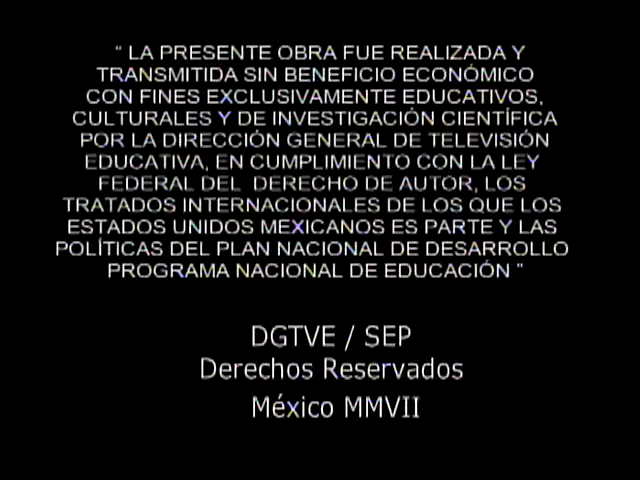 “ LA PRESENTE OBRA FUE REALIZADA Y
TRANSMITIDA SIN BENEFICIO ECONÓMICO
CON FINES EXCLUSIVAMENTE EDUCATIVOS,
CULTURALES Y DE INVESTIGACIÓN CIENTÍFICA
POR LA DIRECCIÓN GENERAL DE TELEVISIÓN
EDUCATIVA, EN CUMPLIMIENTO CON LA LEY
FEDERAL DEL DERECHO DE AUTOR, LOS
TRATADOS INTERNACIONALES DE LOS QUE LOS
ESTADOS UNIDOS MEXICANOS ES PARTE Y LAS
POLÍTICAS DEL PLAN NACIONAL DE DESARROLLO
PROGRAMA NACIONAL DE EDUCACIÓN ”
DGTVE / SEP
Derechos Reservados
México MMVII